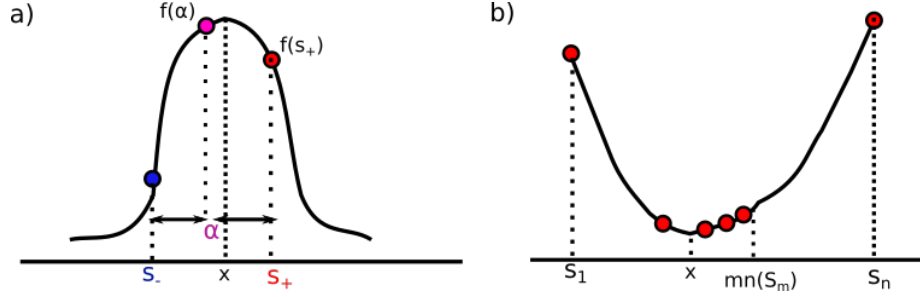 a)
f(α)
f(s₊)
α
S₋
x
S₊
b)
S₁
x
mn(Sₘ)
Sₙ